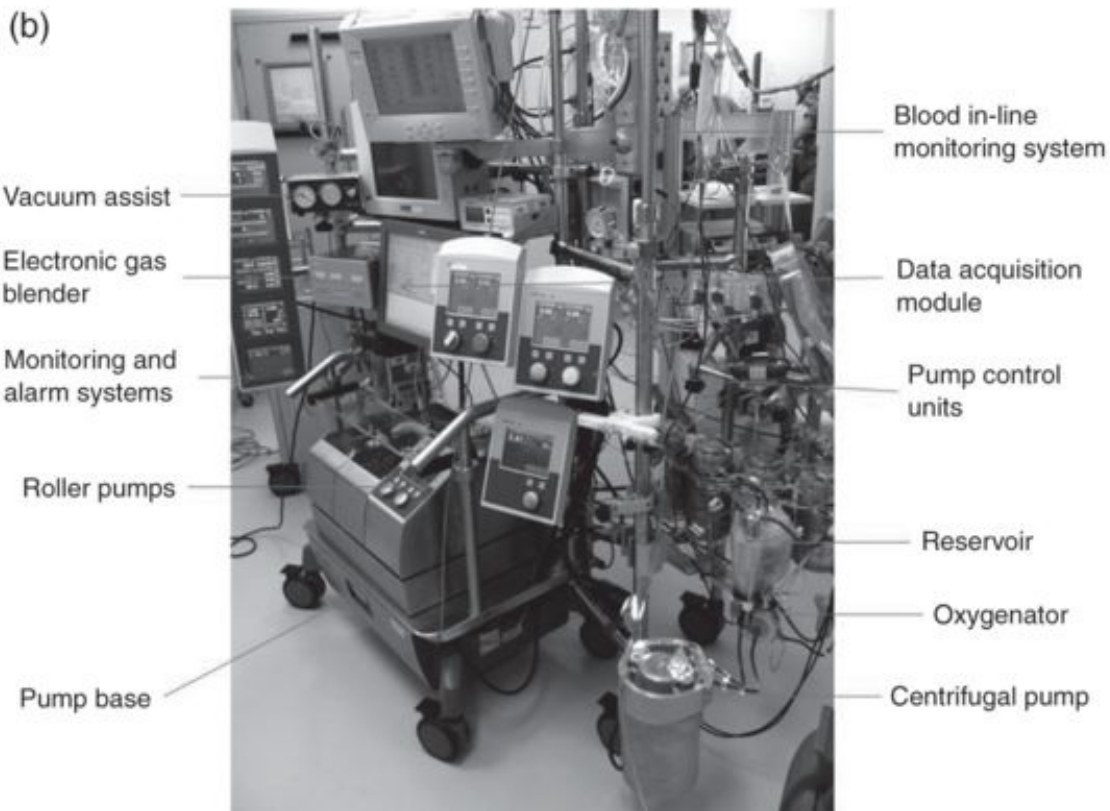 (b)
Vacuum assist
Electronic gas
blender
Monitoring and
alarm systems
Roller pumps
Pump base
Blood in-line
monitoring system
Data acquisition
module
Pump control
units
Reservoir
Oxygenator
Centrifugal pump